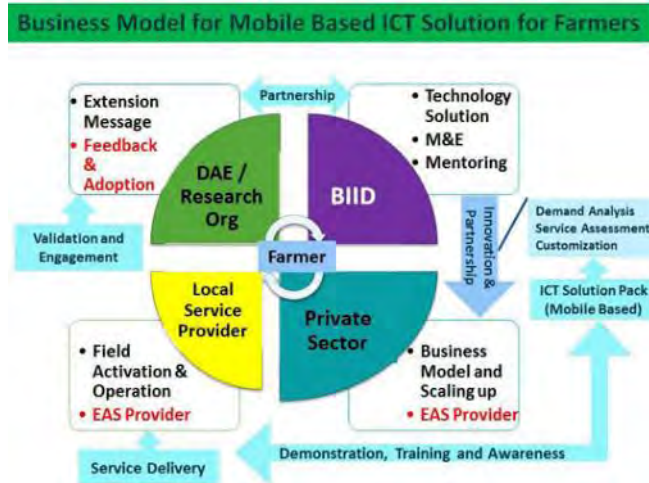 Business Model for Mobile Based ICT Solution for Farmers
Partnership
• Extension
Message
• Feedback
&
Adoption
• Technology
Solution
• M&E
• Mentoring
DAE /
Research
Org
BIID
Validation and
Engagement
Farmer
Innovation &
Partnership
Demand Analysis
Service Assessment
Customization
Local
Service
Provider
Private
Sector
ICT Solution Pack
(Mobile Based)
• Field
Activation &
Operation
• EAS Provider
• Business
Model and
Scaling up
• EAS Provider
Service Delivery
Demonstration, Training and Awareness